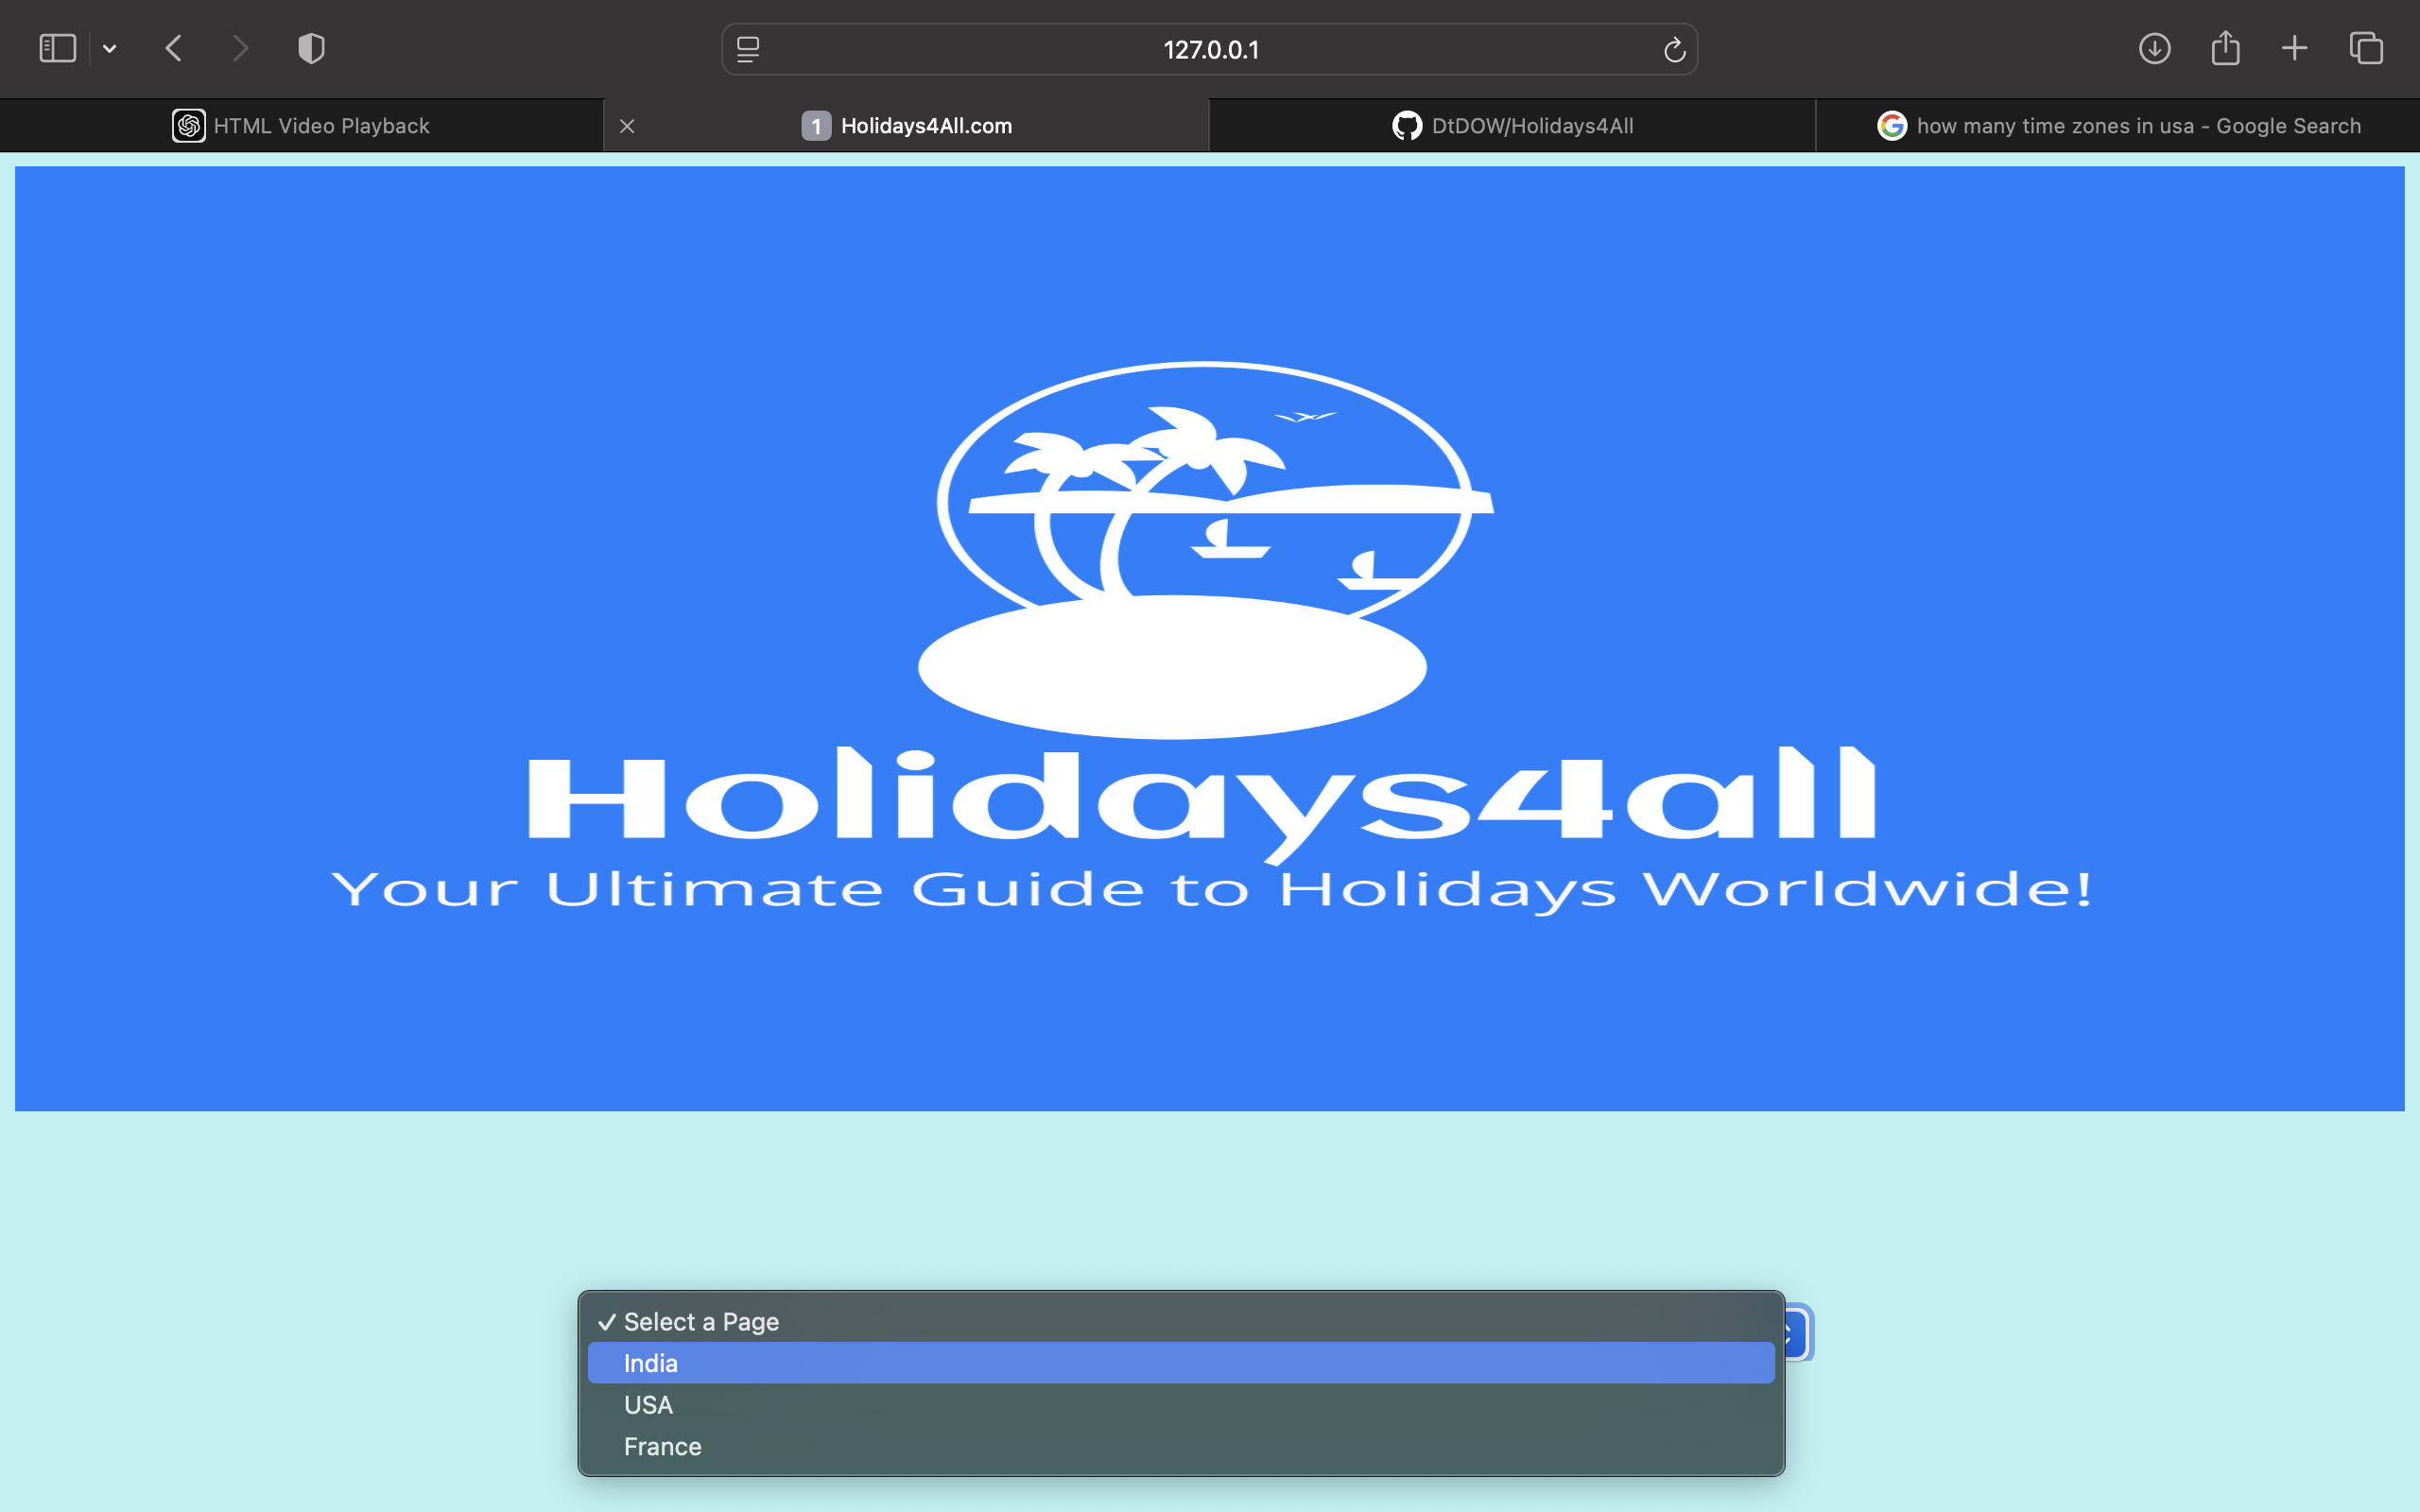 127.0.0.1
HTML Video Playback
1 Holidays4All.com
DtDOW/Holidays4All
how many time zones in usa - Google Search
Holidays4all
Your Ultimate Guide to Holidays Worldwide!
✓ Select a Page
India
USA
France